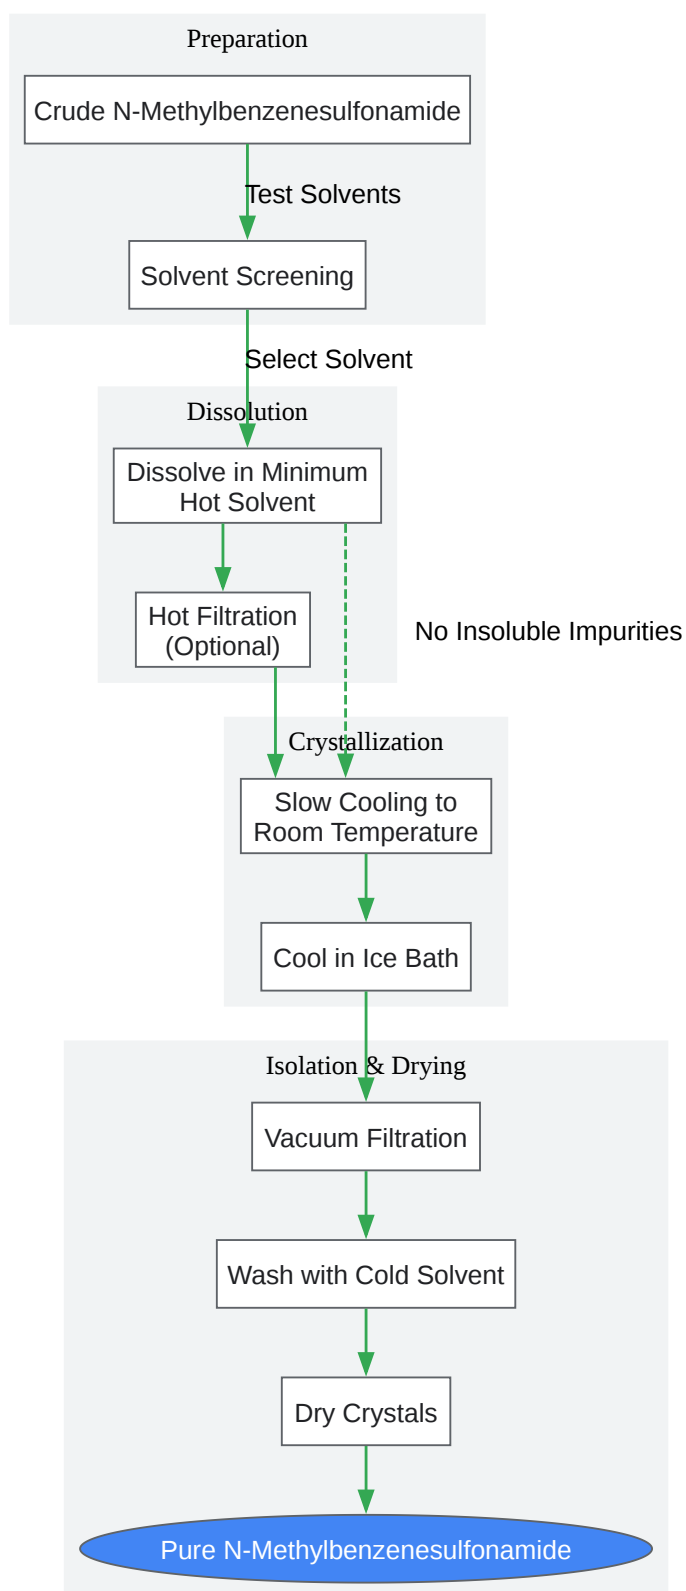 Preparation
Crude N-Methylbenzenesulfonamide
Test Solvents
Solvent Screening
Select Solvent
Dissolution
Dissolve in Minimum
Hot Solvent
Hot Filtration
(Optional)
No Insoluble Impurities
Crystallization
Slow Cooling to
Room Temperature
Cool in Ice Bath
Isolation & Drying
Vacuum Filtration
Wash with Cold Solvent
Dry Crystals
Pure N-Methylbenzenesulfonamide